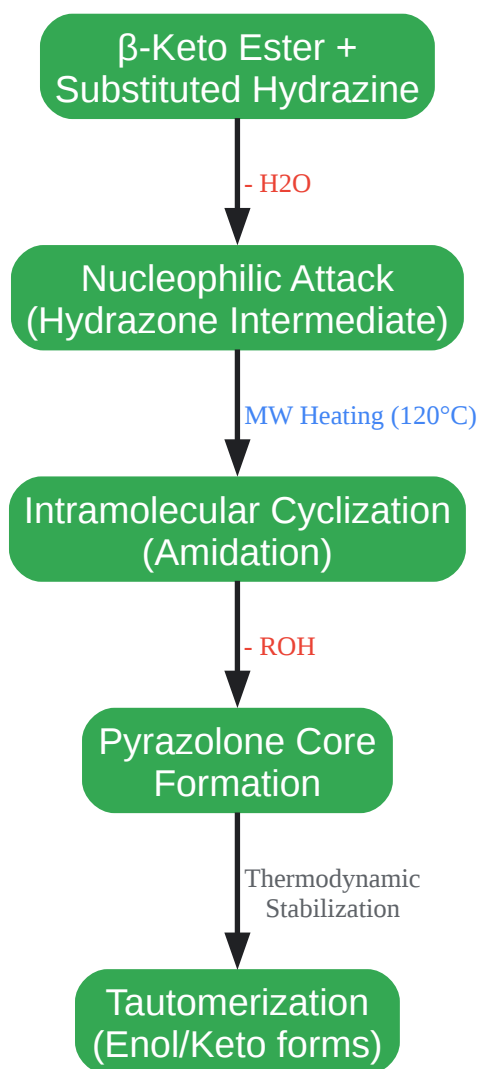 β-Keto Ester +
Substituted Hydrazine
- H2O
Nucleophilic Attack
(Hydrazone Intermediate)
MW Heating (120°C)
Intramolecular Cyclization
(Amidation)
- ROH
Pyrazolone Core
Formation
Thermodynamic
Stabilization
Tautomerization
(Enol/Keto forms)